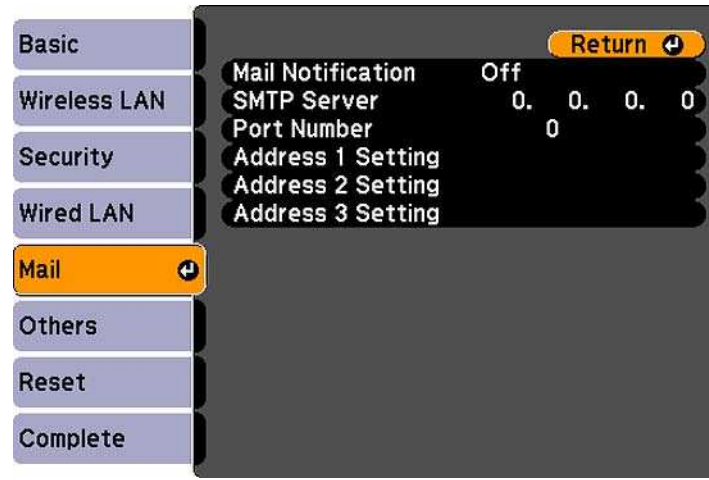 Basic
Wireless LAN
Security
Wired LAN
Mail
Others
Reset
Complete
Return
Mail Notification Off
SMTP Server 0. 0. 0. 0
Port Number 0
Address 1 Setting
Address 2 Setting
Address 3 Setting